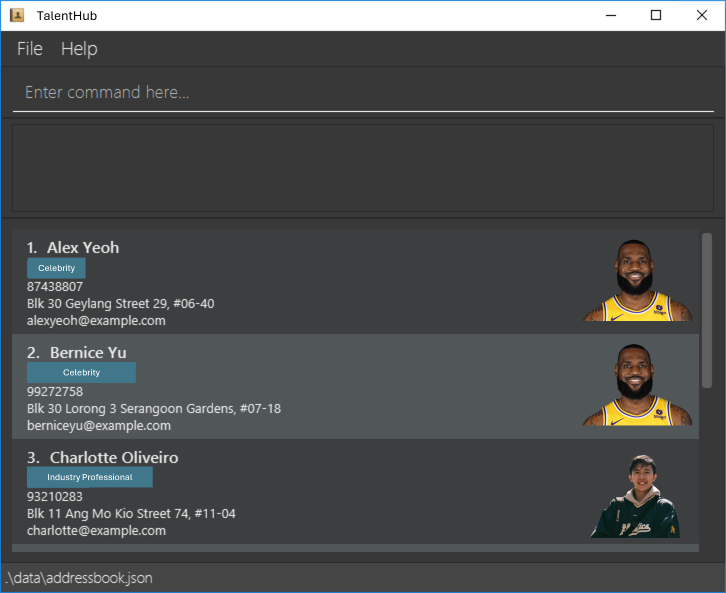 TalentHub
File Help
Enter command here...
1. Alex Yeoh
Celebrity
87438807
Blk 30 Geylang Street 29, #06-40
alexyeoh@example.com
2. Bernice Yu
Celebrity
99272758
Blk 30 Lorong 3 Serangoon Gardens, #07-18
berniceyu@example.com
3. Charlotte Oliveiro
Industry Professional
93210283
Blk 11 Ang Mo Kio Street 74, #11-04
charlotte@example.com
.\data\addressbook.json